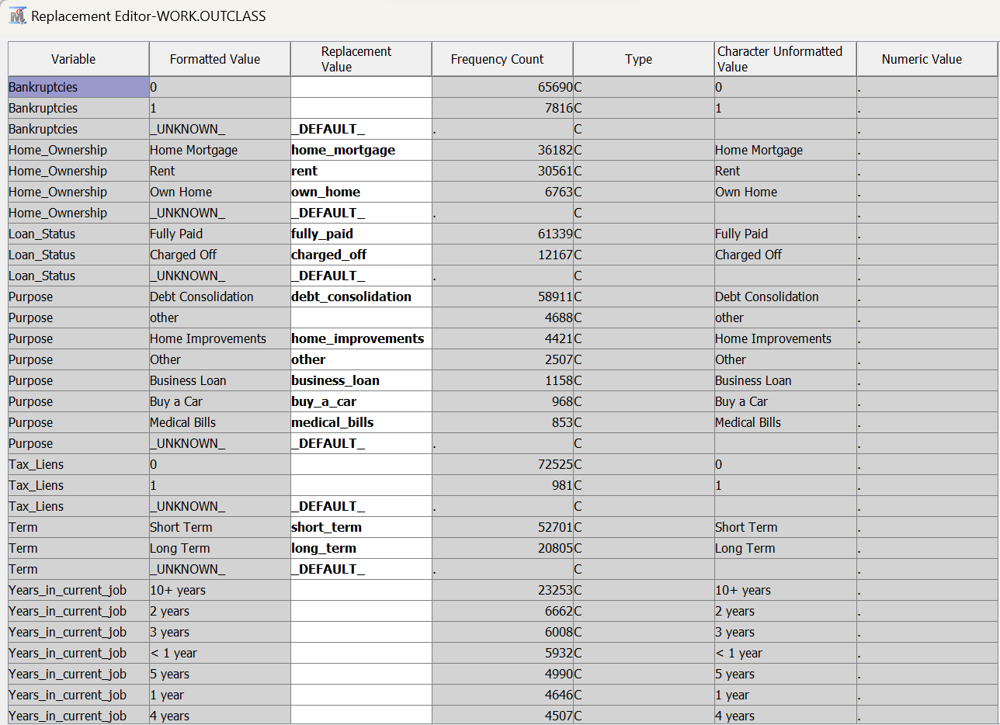 Replacement Editor-WORK.OUTCLASS
Variable Formatted Value Replacement Value Frequency Count Type Character Unformatted Value Numeric Value
Bankruptcies 0 65690 C 0 .
Bankruptcies 1 7816 C 1 .
Bankruptcies _UNKNOWN_ _DEFAULT_ . C .
Home_Ownership Home Mortgage home_mortgage 36182 C Home Mortgage .
Home_Ownership Rent rent 30561 C Rent .
Home_Ownership Own Home own_home 6763 C Own Home .
Home_Ownership _UNKNOWN_ _DEFAULT_ . C .
Loan_Status Fully Paid fully_paid 61339 C Fully Paid .
Loan_Status Charged Off charged_off 12167 C Charged Off .
Loan_Status _UNKNOWN_ _DEFAULT_ . C .
Purpose Debt Consolidation debt_consolidation 58911 C Debt Consolidation .
Purpose other 4688 C other .
Purpose Home Improvements home_improvements 4421 C Home Improvements .
Purpose Other other 2507 C Other .
Purpose Business Loan business_loan 1158 C Business Loan .
Purpose Buy a Car buy_a_car 968 C Buy a Car .
Purpose Medical Bills medical_bills 853 C Medical Bills .
Purpose _UNKNOWN_ _DEFAULT_ . C .
Tax_Liens 0 72525 C 0 .
Tax_Liens 1 981 C 1 .
Tax_Liens _UNKNOWN_ _DEFAULT_ . C .
Term Short Term short_term 52701 C Short Term .
Term Long Term long_term 20805 C Long Term .
Term _UNKNOWN_ _DEFAULT_ . C .
Years_in_current_job 10+ years 23253 C 10+ years .
Years_in_current_job 2 years 6662 C 2 years .
Years_in_current_job 3 years 6008 C 3 years .
Years_in_current_job < 1 year 5932 C < 1 year .
Years_in_current_job 5 years 4990 C 5 years .
Years_in_current_job 1 year 4646 C 1 year .
Years_in_current_job 4 years 4507 C 4 years .